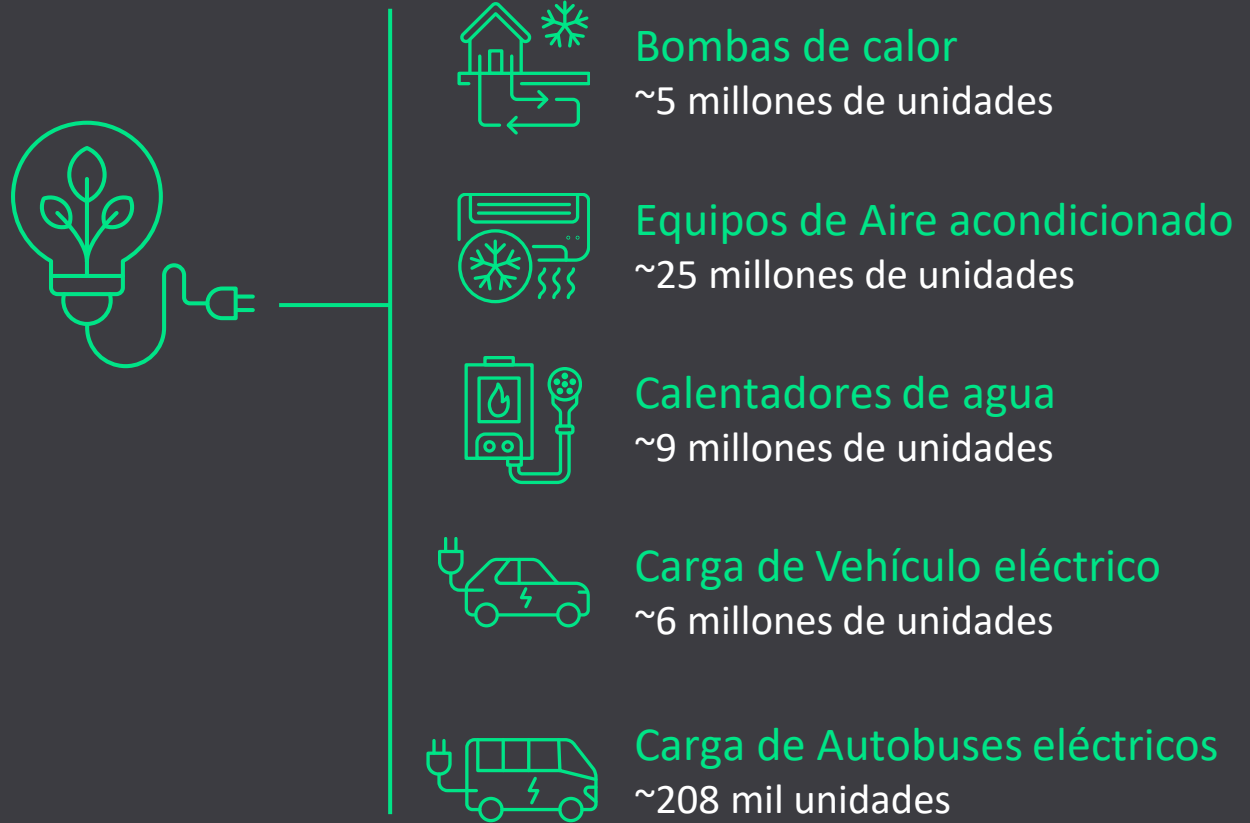 Bombas de calor
~5 millones de unidades
Equipos de Aire acondicionado
~25 millones de unidades
Calentadores de agua
~9 millones de unidades
Carga de Vehículo eléctrico
~6 millones de unidades
Carga de Autobuses eléctricos
~208 mil unidades